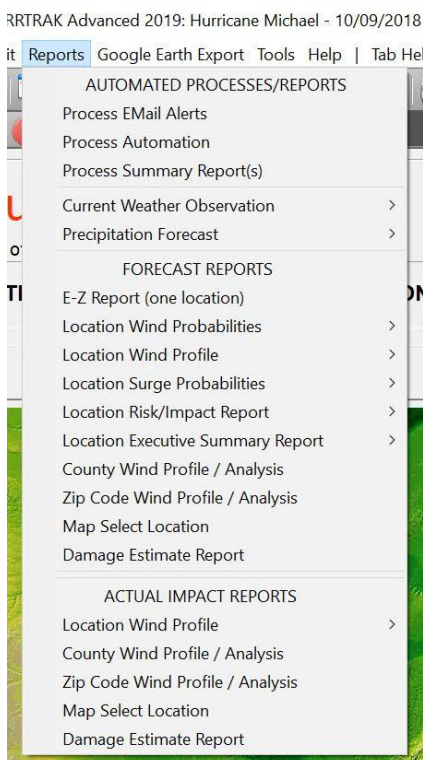 RRTRAK Advanced 2019: Hurricane Michael - 10/09/2018
it Reports Google Earth Export Tools Help | Tab Hel
AUTOMATED PROCESSES/REPORTS
Process EMail Alerts
Process Automation
Process Summary Report(s)
Current Weather Observation >
Precipitation Forecast >
FORECAST REPORTS
E-Z Report (one location)
Location Wind Probabilities >
Location Wind Profile >
Location Surge Probabilities >
Location Risk/Impact Report >
Location Executive Summary Report >
County Wind Profile / Analysis
Zip Code Wind Profile / Analysis
Map Select Location
Damage Estimate Report
ACTUAL IMPACT REPORTS
Location Wind Profile >
County Wind Profile / Analysis
Zip Code Wind Profile / Analysis
Map Select Location
Damage Estimate Report